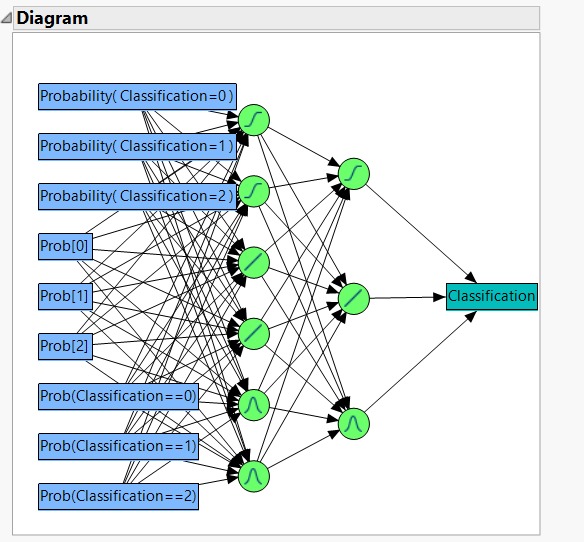 Diagram
Probability( Classification=0 )
Probability( Classification=1 )
Probability( Classification=2 )
Prob[0]
Prob[1]
Prob[2]
Classification
Prob(Classification==0)
Prob(Classification==1)
Prob(Classification==2)